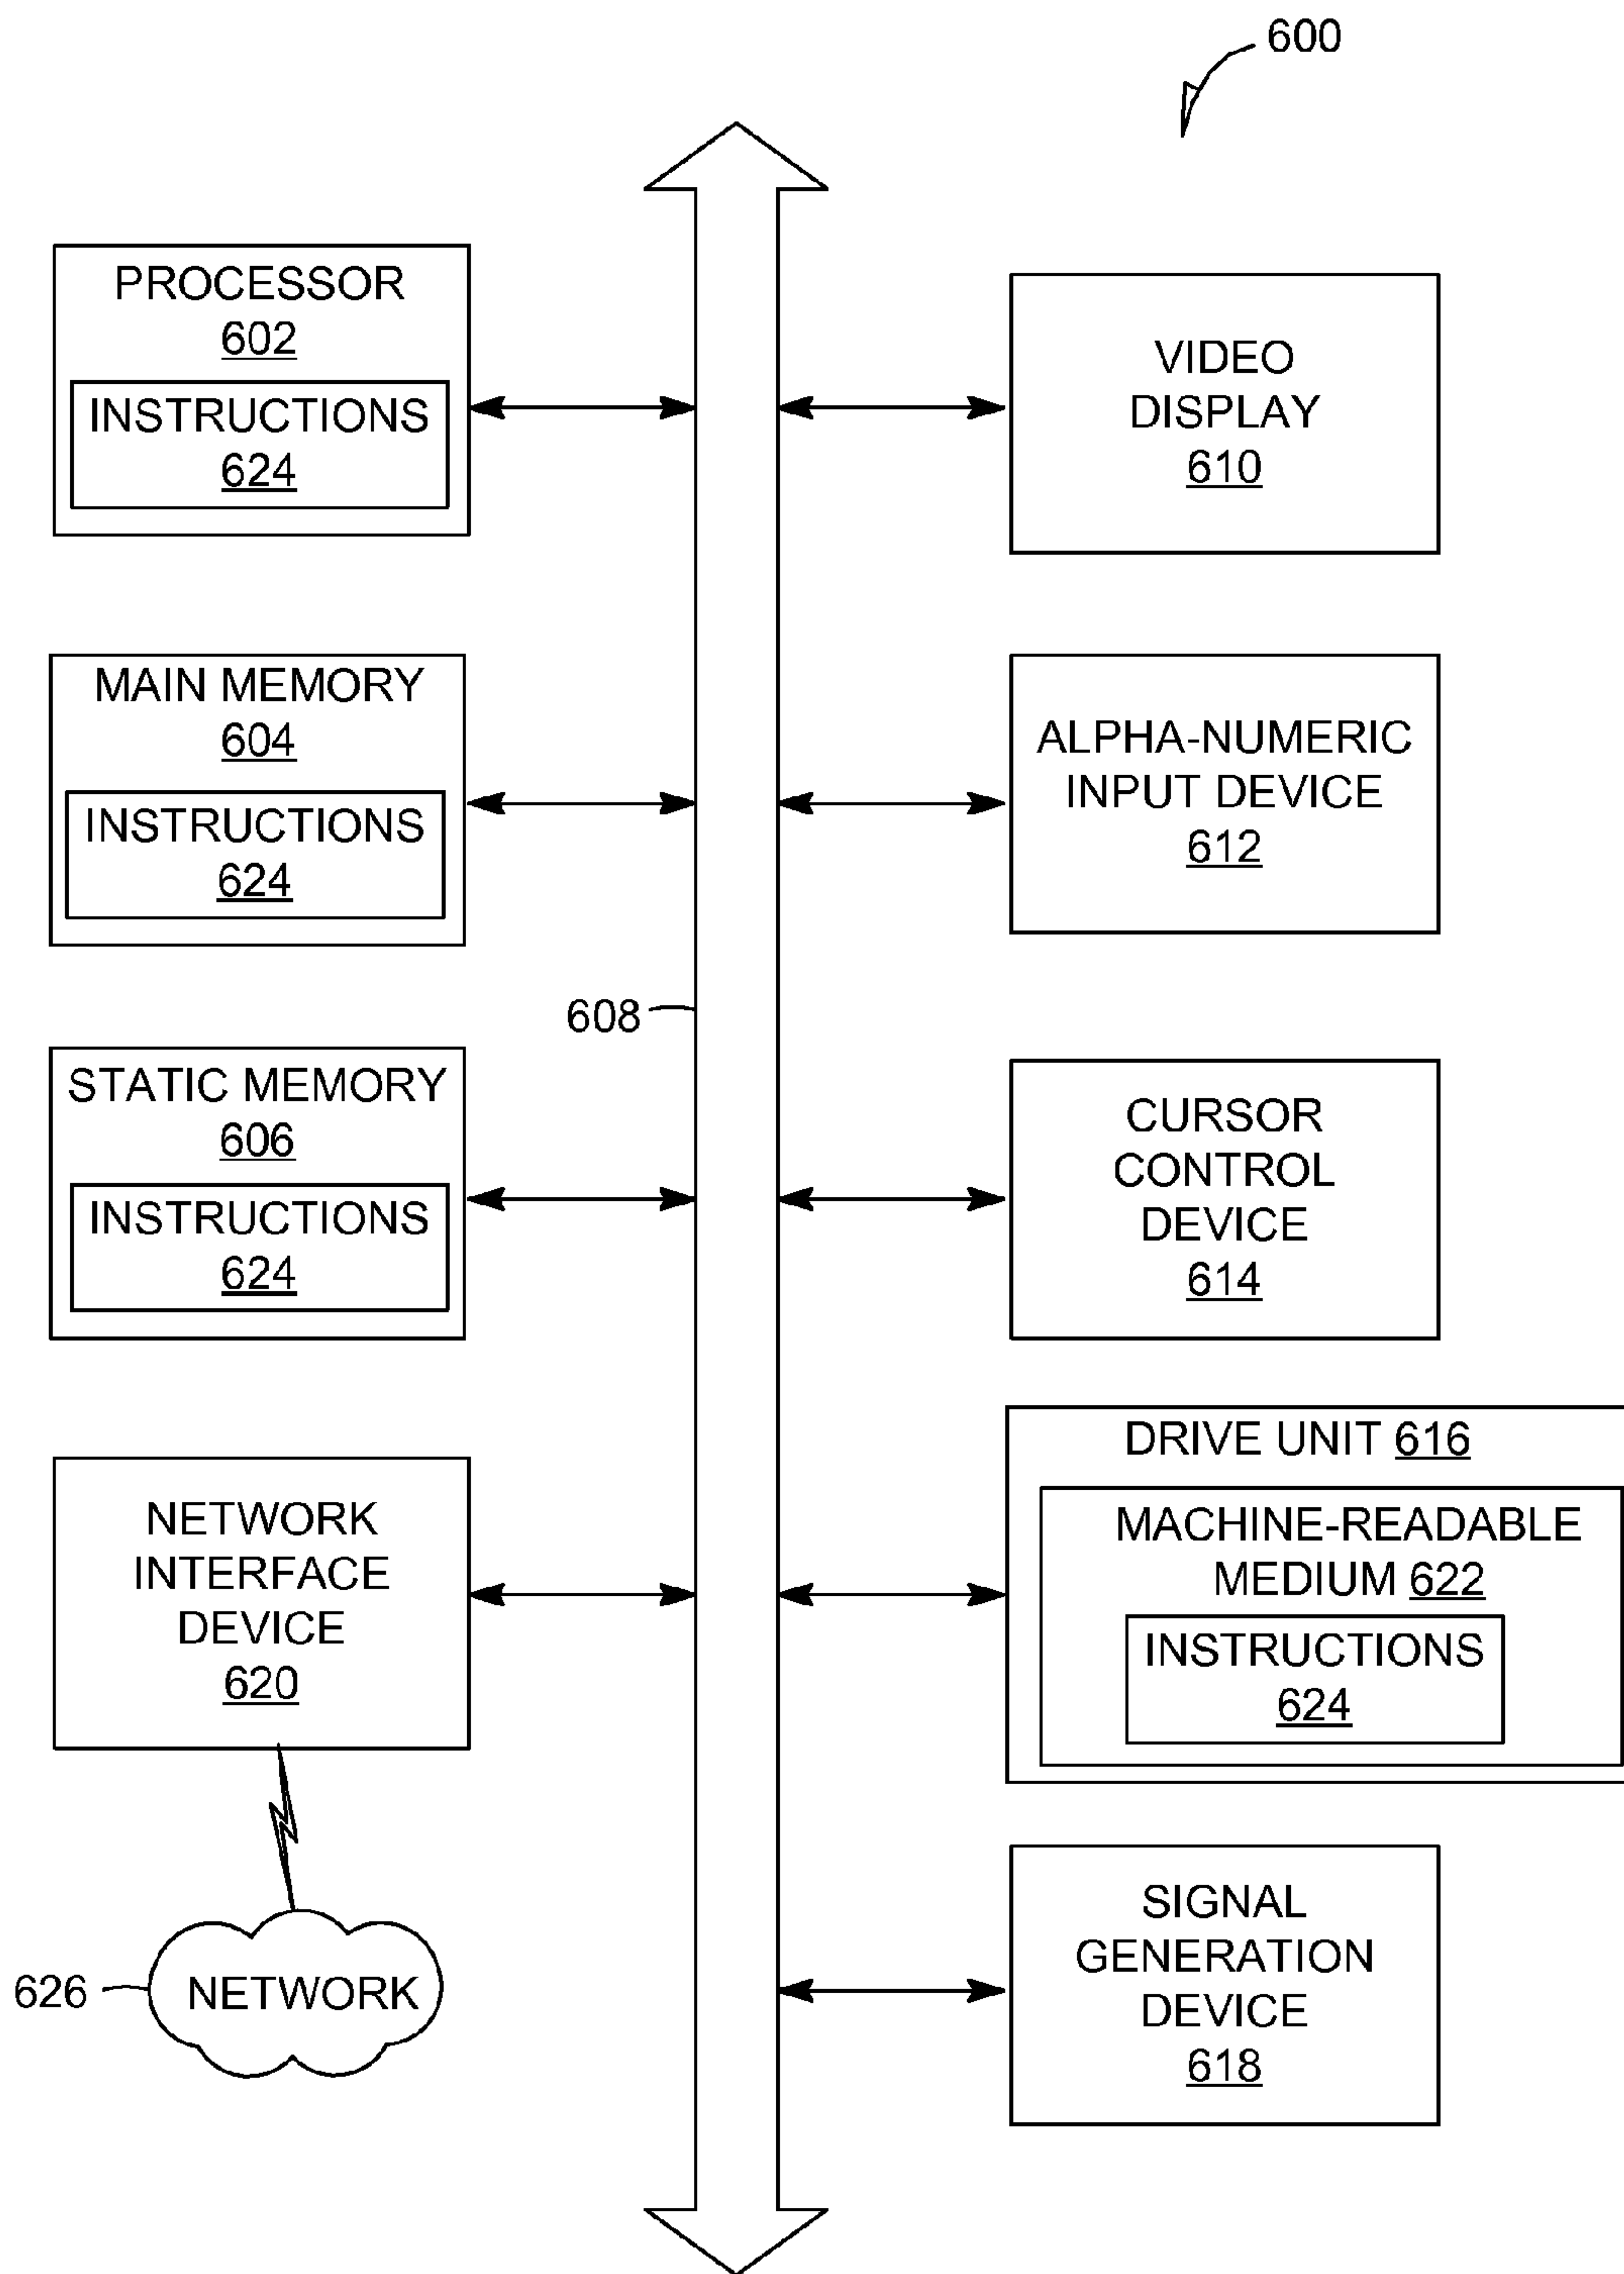 600
PROCESSOR
602
INSTRUCTIONS
624
MAIN MEMORY
604
INSTRUCTIONS
624
608
STATIC MEMORY
606
INSTRUCTIONS
624
NETWORK
INTERFACE
DEVICE
620
626
NETWORK
VIDEO
DISPLAY
610
ALPHA-NUMERIC
INPUT DEVICE
612
CURSOR
CONTROL
DEVICE
614
DRIVE UNIT 616
MACHINE-READABLE
MEDIUM 622
INSTRUCTIONS
624
SIGNAL
GENERATION
DEVICE
618